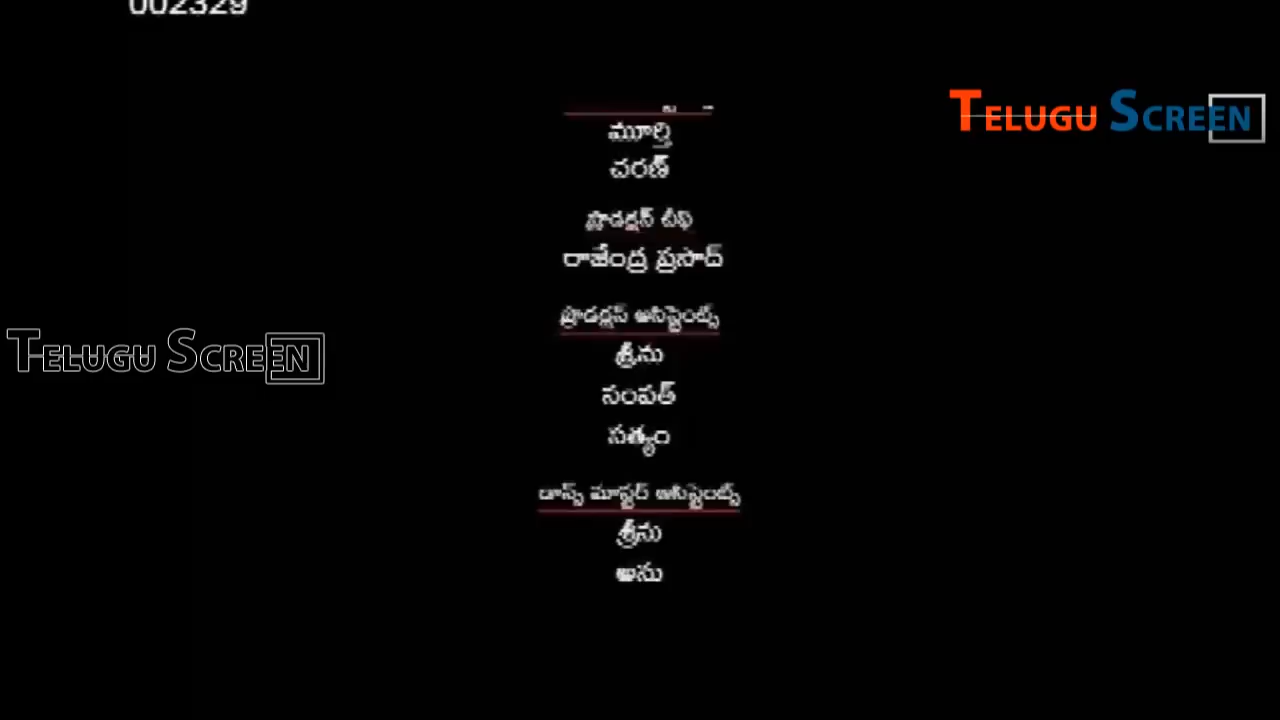 002329
TELUGU SCREEN
మూర్తి
చరణ్
ప్రొడక్షన్ చీఫ్
రాజేంద్ర ప్రసాద్
ప్రొడక్షన్ అసిస్టెంట్స్
TELUGU SCREEN
శ్రీను
సంపత్
సత్యం
డాన్స్ మాస్టర్ అసిస్టెంట్స్
శ్రీను
అను